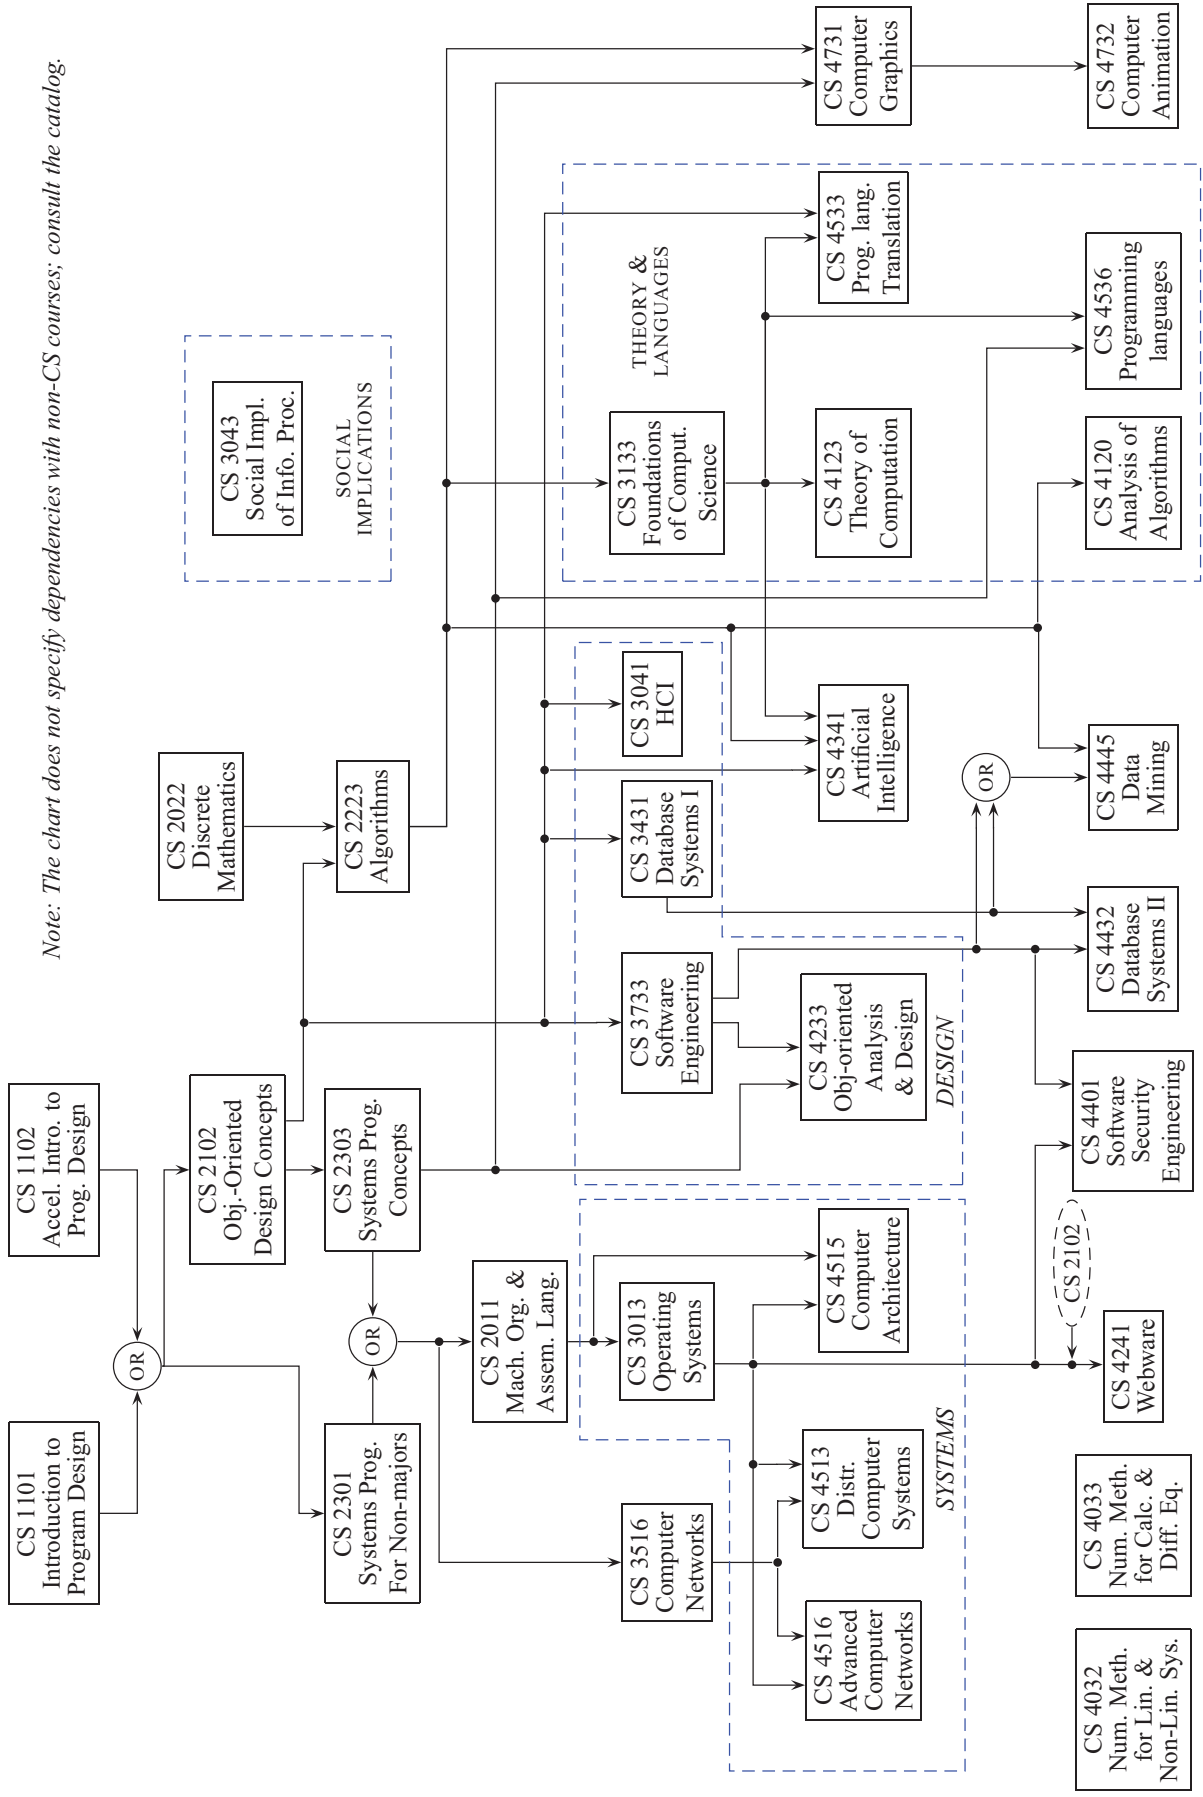 Note: The chart does not specify dependencies with non-CS courses; consult the catalog.
CS 1101
Introduction to
Program Design
CS 1102
Accel. Intro. to
Prog. Design
OR
CS 2022
Discrete
Mathematics
CS 3043
Social Impl.
of Info. Proc.
SOCIAL
IMPLICATIONS
CS 2102
Obj.-Oriented
Design Concepts
CS 2301
Systems Prog.
For Non-majors
OR
CS 2303
Systems Prog.
Concepts
CS 2223
Algorithms
CS 2011
Mach. Org. &
Assem. Lang.
CS 3516
Computer
Networks
CS 3013
Operating
Systems
CS 3733
Software
Engineering
CS 3431
Database
Systems I
CS 3041
HCI
CS 3133
Foundations
of Comput.
Science
THEORY &
LANGUAGES
CS 4516
Advanced
Computer
Networks
CS 4513
Distr.
Computer
Systems
CS 4515
Computer
Architecture
SYSTEMS
CS 4233
Obj-oriented
Analysis
& Design
DESIGN
CS 4341
Artificial
Intelligence
CS 4123
Theory of
Computation
CS 4533
Prog. lang.
Translation
CS 4731
Computer
Graphics
OR
CS 4032
Num. Meth.
for Lin. &
Non-Lin. Sys.
CS 4033
Num. Meth.
for Calc. &
Diff. Eq.
CS 4241
Webware
CS 2102
CS 4401
Software
Security
Engineering
CS 4432
Database
Systems II
CS 4445
Data
Mining
CS 4120
Analysis of
Algorithms
CS 4536
Programming
languages
CS 4732
Computer
Animation